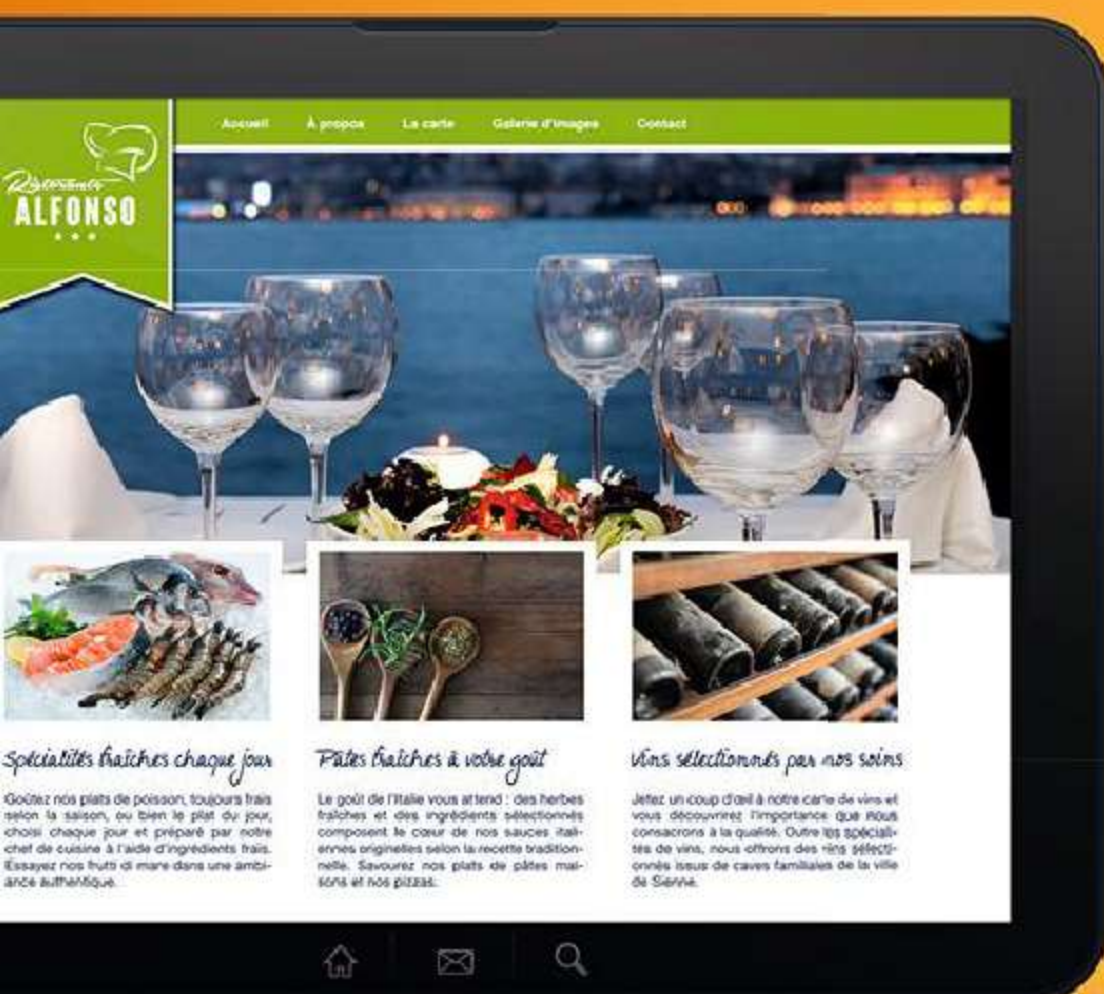 Accueil À propos La carte Galerie d'images Contact
Ristorante
ALFONSO
Spécialités fraîches chaque jour
Goûtez nos plats de poisson, toujours frais
selon la saison, ou bien le plat du jour,
choisi chaque jour et préparé par notre
chef de cuisine à l'aide d'ingrédients frais.
Essayez nos frutti di mare dans une ambi-
ance authentique.
Pâtes fraîches à votre goût
Le goût de l'Italie vous attend : des herbes
fraîches et des ingrédients sélectionnés
composent le cœur de nos sauces itali-
ennes originelles selon la recette tradition-
nelle. Savourez nos plats de pâtes mai-
sons et nos pizzas.
Vins sélectionnés par nos soins
Jetez un coup d'œil à notre carte de vins et
vous découvrirez l'importance que nous
consacrons à la qualité. Outre les spéciali-
tés de vins, nous offrons des vins sélecti-
onnés issus de caves familiales de la ville
de Sienne.